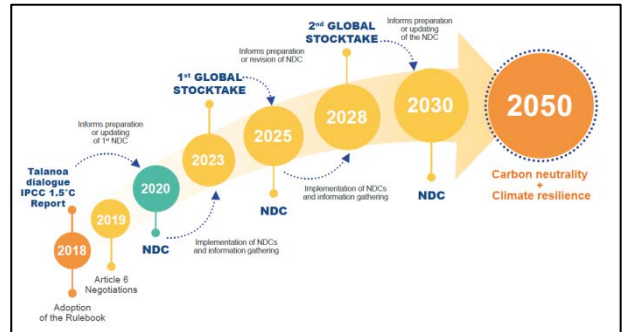 2nd GLOBAL
STOCKTAKE
Informs preparation
or updating
of the NDC
Informs preparation
or revision of NDC
1st GLOBAL
STOCKTAKE
2050
2030
2028
2025
2023
Informs preparation
or updating
of 1st NDC
Talanoa
dialogue
IPCC 1.5°C
Report
2020
2019
2018
Carbon neutrality
+
Climate resilience
Implementation of NDCs
and information gathering
NDC
NDC
NDC
Implementation of NDCs
and information gathering
Article 6
Negotiations
Adoption
of the Rulebook